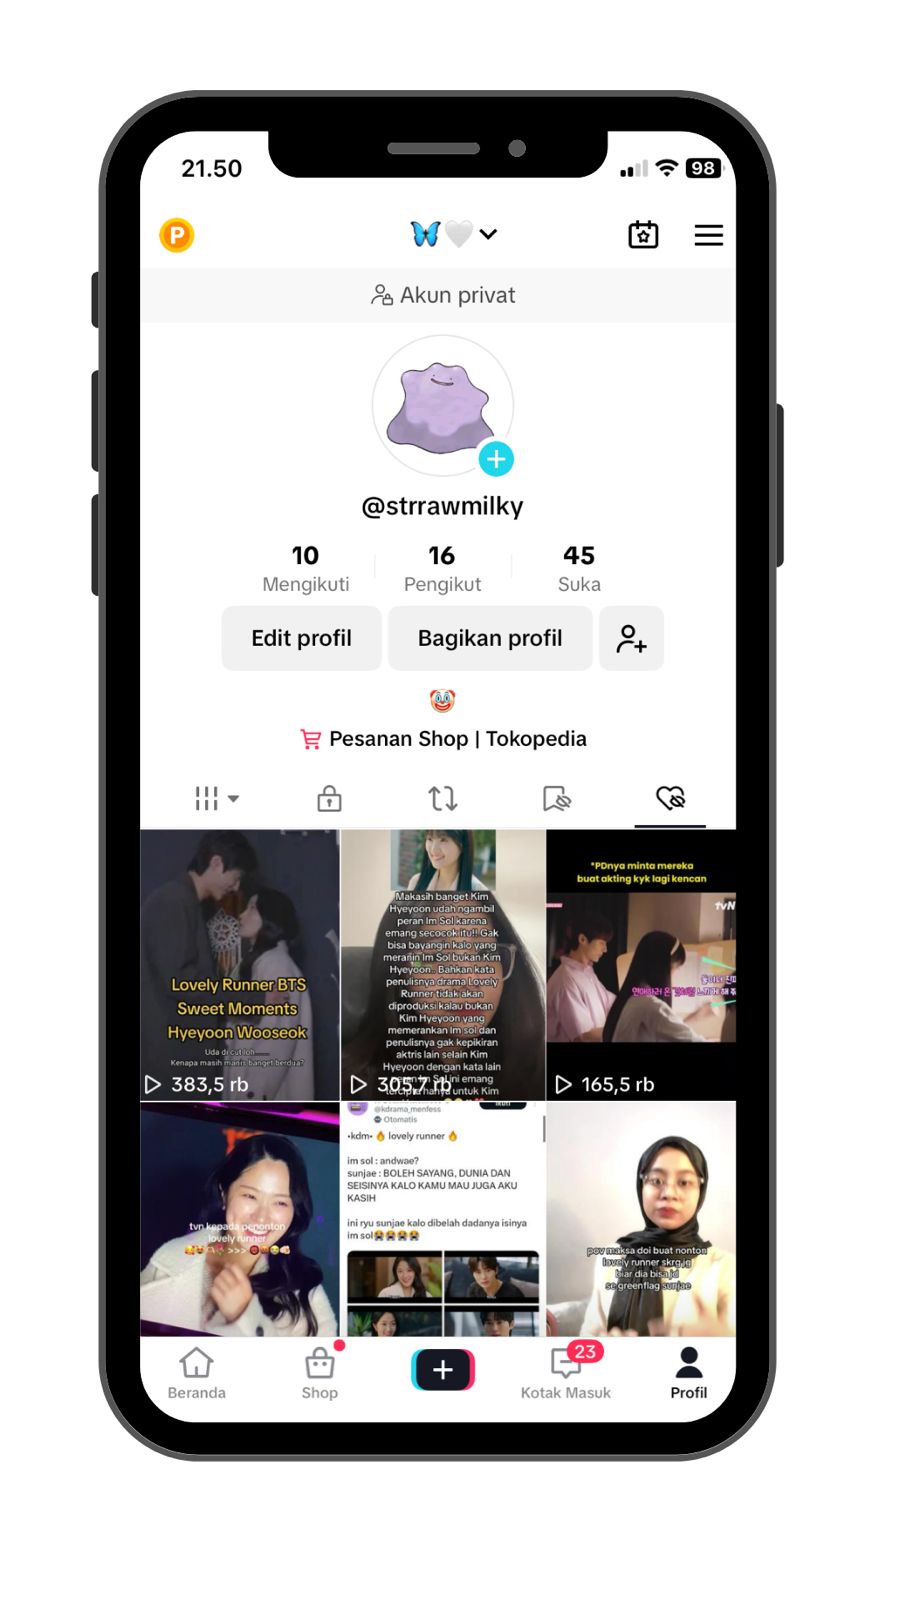 21.50
98
P
Akun privat
@strrawmilky
10
16
45
Mengikuti
Pengikut
Suka
Edit profil
Bagikan profil
Pesanan Shop | Tokopedia
Lovely Runner BTS
Sweet Moments
Hyeyoon Wooseok
Uda di cut loh......
Kenapa masih manis banget berdua?
383,5 rb
Makasih banget Kim
Hyeyoon udah ngambil
peran Im Sol karena
emang secocok itu!! Gak
bisa bayangin kalo yang
meranin Im Sol bukan Kim
Hyeyoon.. Bahkan kata
penulisnya drama Lovely
Runner tidak akan
diproduksi kalau bukan
Kim Hyeyoon yang
memerankan Im sol dan
penulisnya gak kepikiran
aktris lain selain Kim
Hyeyoon dengan kata lain
peran Im Sol ini emang
tercipta hanya untuk Kim
305,7 rb
*PDnya minta mereka
buat akting kyk lagi kencan
tvN
165,5 rb
tvn kepada penonton
lovely runner
>>>
@kdrama_menfess
Otomatis
•kdm• 🔥 lovely runner 🔥
im sol : andwae?
sunjae : BOLEH SAYANG, DUNIA DAN
SEISINYA KALO KAMU MAU JUGA AKU
KASIH
ini ryu sunjae kalo dibelah dadanya isinya
im sol😭😭😭😭
pov maksa doi buat nonton
lovely runner skrg jg
biar dia bisa jd
se greenflag sunjae
Beranda
Shop
23
Kotak Masuk
Profil